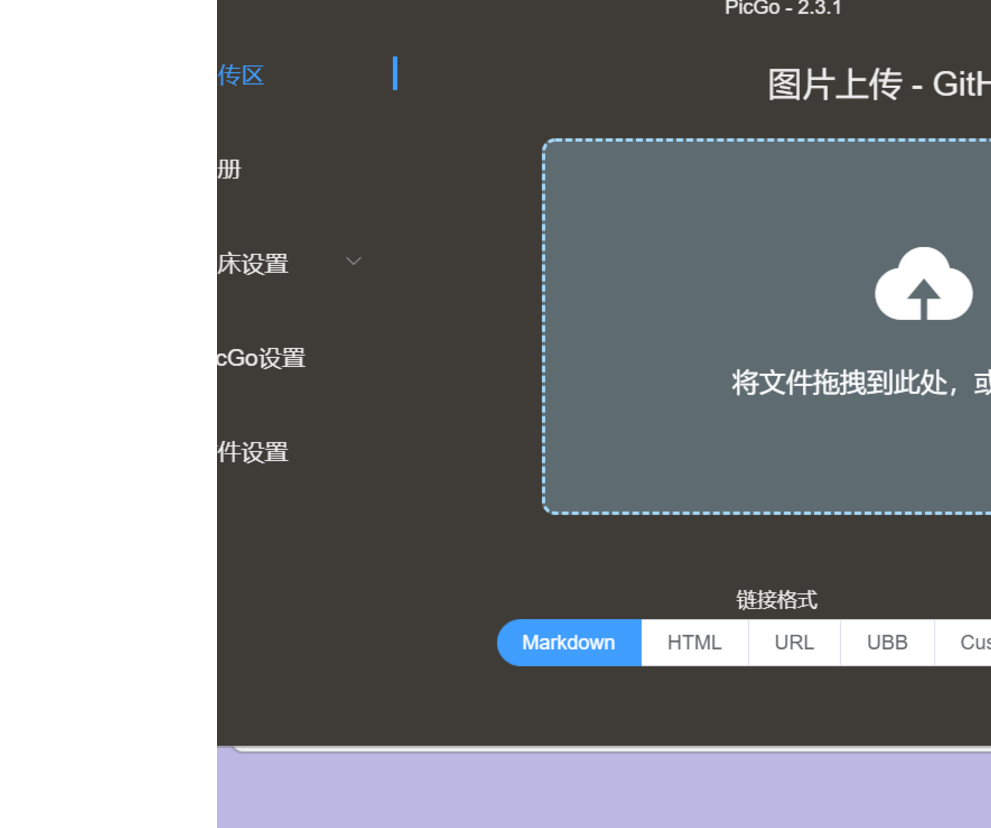 PicGo - 2.3.1
传区
图片上传 - GitH
册
床设置
cGo设置
将文件拖拽到此处，或
件设置
链接格式
Markdown HTML URL UBB Cus